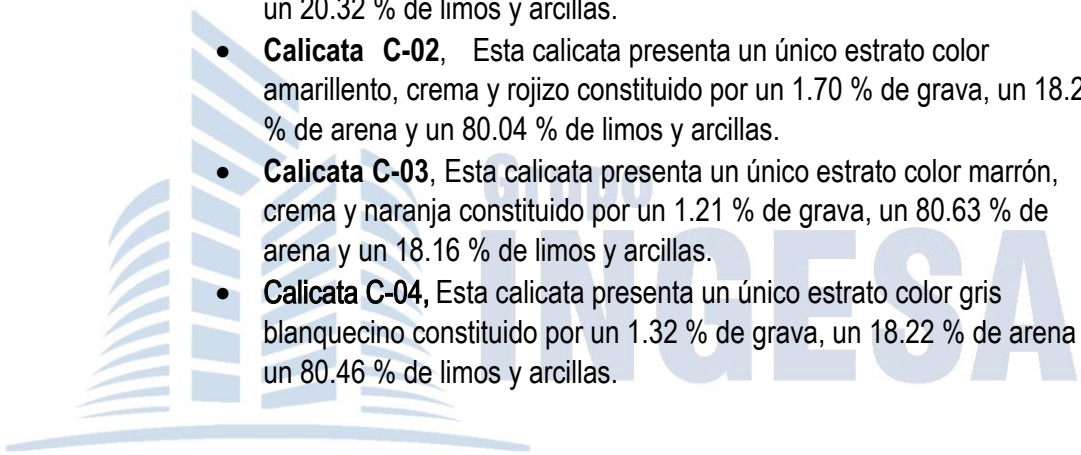 un 20.32 % de limos y arcillas.
• Calicata C-02, Esta calicata presenta un único estrato color
amarillento, crema y rojizo constituido por un 1.70 % de grava, un 18.2
% de arena y un 80.04 % de limos y arcillas.
• Calicata C-03, Esta calicata presenta un único estrato color marrón,
crema y naranja constituido por un 1.21 % de grava, un 80.63 % de
arena y un 18.16 % de limos y arcillas.
• Calicata C-04, Esta calicata presenta un único estrato color gris
blanquecino constituido por un 1.32 % de grava, un 18.22 % de arena
un 80.46 % de limos y arcillas.
Grupo
INGESA